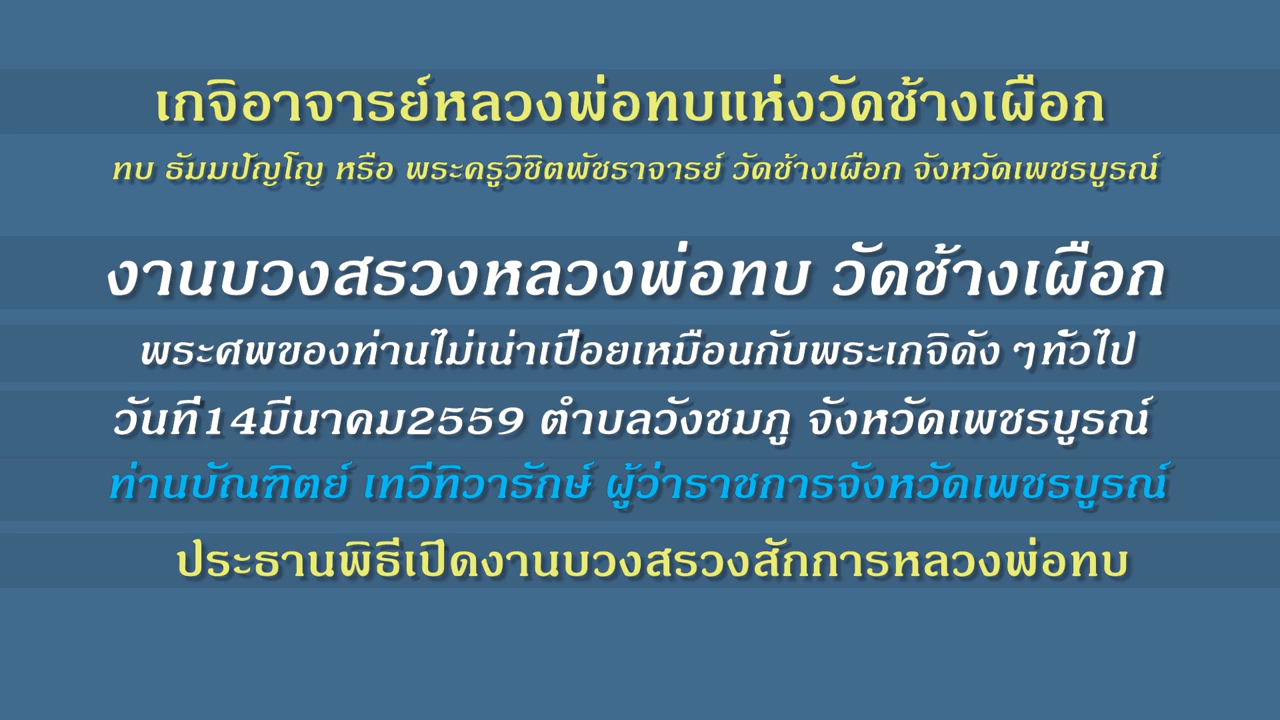 เกจิอาจารย์หลวงพ่อทบแห่งวัดช้างเผือก
ทบ ธัมมปัญโญ หรือ พระครูวิชิตพัชราจารย์ วัดช้างเผือก จังหวัดเพชรบูรณ์
งานบวงสรวงหลวงพ่อทบ วัดช้างเผือก
พระศพของท่านไม่เน่าเปื่อยเหมือนกับพระเกจิดัง ๆทั่วไป
วันที่14มีนาคม2559 ตำบลวังชมภู จังหวัดเพชรบูรณ์
ท่านบัณฑิตย์ เทวีทิวารักษ์ ผู้ว่าราชการจังหวัดเพชรบูรณ์
ประธานพิธีเปิดงานบวงสรวงสักการหลวงพ่อทบ